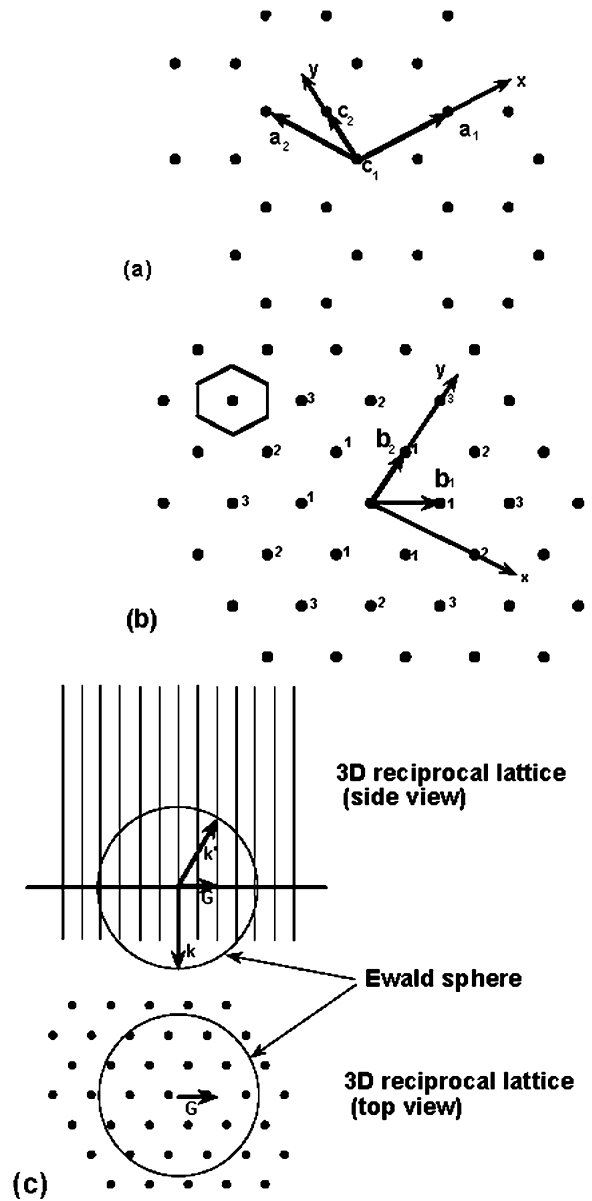 y
x
c2
a1
a2
c1
(a)
y
3 2 3
b2
2 1 1 2
b1
3 1 1 3
2 1 1 2
x
3 2 3
(b)
3D reciprocal lattice
(side view)
k'
G
k
Ewald sphere
3D reciprocal lattice
(top view)
G
(c)